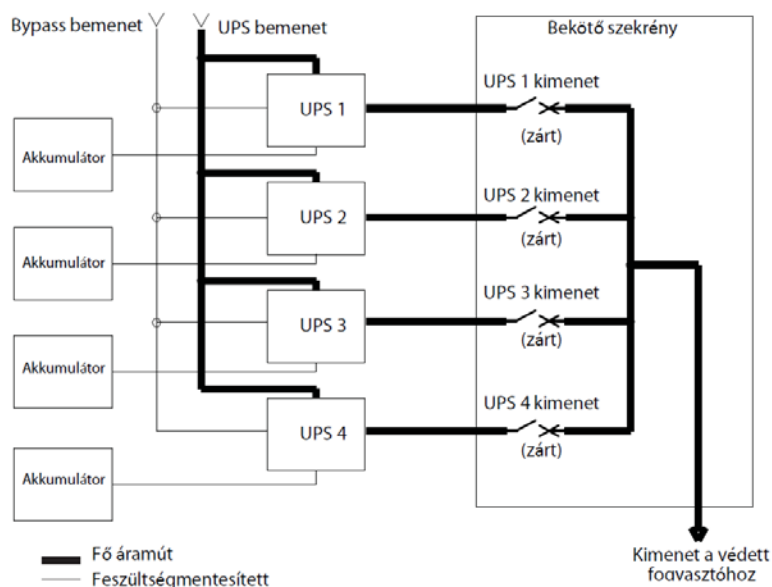 Bypass bemenet
UPS bemenet
Bekötő szekrény
UPS 1
UPS 1 kimenet
(zárt)
Akkumulátor
UPS 2
UPS 2 kimenet
(zárt)
Akkumulátor
UPS 3
UPS 3 kimenet
(zárt)
Akkumulátor
UPS 4
UPS 4 kimenet
(zárt)
Akkumulátor
Fő áramút
Feszültségmentesített
Kimenet a védett
fogyasztóhoz